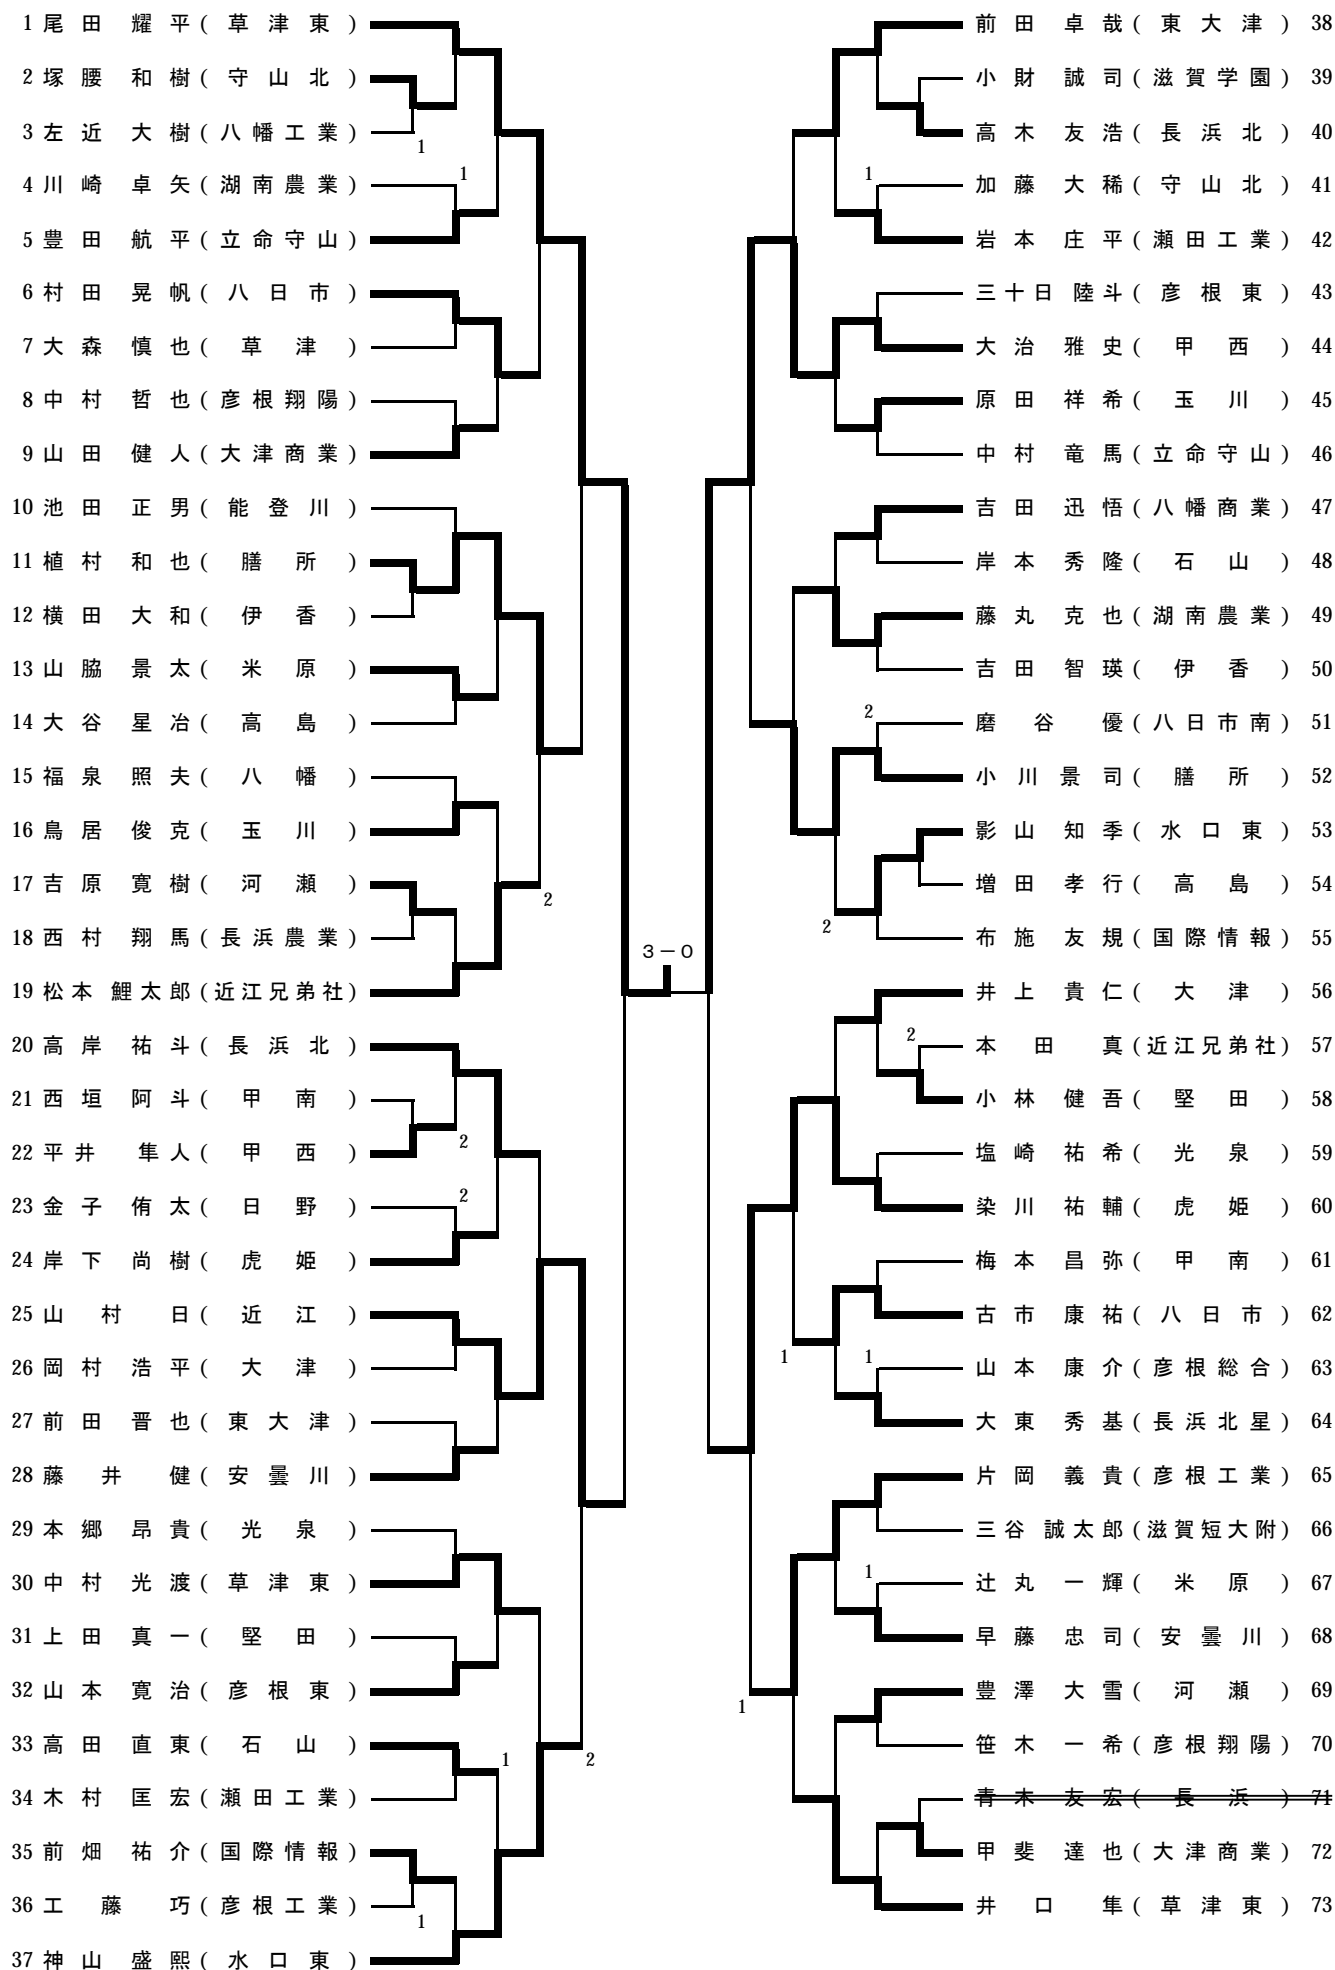 1 尾田 耀平 (草津東)
2 塚腰 和樹 (守山北)
3 左近 大樹 (八幡工業)
1
4 川崎 卓矢 (湖南農業)
1
5 豊田 航平 (立命守山)
6 村田 晃帆 (八日市)
7 大森 慎也 (草津)
8 中村 哲也 (彦根翔陽)
9 山田 健人 (大津商業)
10 池田 正男 (能登川)
11 植村 和也 (膳所)
12 横田 大和 (伊香)
13 山脇 景太 (米原)
14 大谷 星冶 (高島)
15 福泉 照夫 (八幡)
16 鳥居 俊克 (玉川)
17 吉原 寛樹 (河瀬)
2
18 西村 翔馬 (長浜農業)
19 松本 鯉太郎 (近江兄弟社)
20 高岸 祐斗 (長浜北)
21 西垣 阿斗 (甲南)
22 平井 隼人 (甲西)
2
23 金子 侑太 (日野)
2
24 岸下 尚樹 (虎姫)
25 山村 日 (近江)
26 岡村 浩平 (大津)
27 前田 晋也 (東大津)
28 藤井 健 (安曇川)
29 本郷 昂貴 (光泉)
30 中村 光渡 (草津東)
31 上田 真一 (堅田)
32 山本 寛治 (彦根東)
33 高田 直東 (石山)
1
2
34 木村 匡宏 (瀬田工業)
35 前畑 祐介 (国際情報)
36 工藤 巧 (彦根工業)
1
37 神山 盛熙 (水口東)
3-0
前田 卓哉 (東大津) 38
小財 誠司 (滋賀学園) 39
高木 友浩 (長浜北) 40
1
加藤 大稀 (守山北) 41
岩本 庄平 (瀬田工業) 42
三十日 陸斗 (彦根東) 43
大治 雅史 (甲西) 44
原田 祥希 (玉川) 45
中村 竜馬 (立命守山) 46
吉田 迅悟 (八幡商業) 47
岸本 秀隆 (石山) 48
藤丸 克也 (湖南農業) 49
吉田 智瑛 (伊香) 50
2
磨谷 優 (八日市南) 51
小川 景司 (膳所) 52
影山 知季 (水口東) 53
増田 孝行 (高島) 54
2
布施 友規 (国際情報) 55
井上 貴仁 (大津) 56
2
本田 真 (近江兄弟社) 57
小林 健吾 (堅田) 58
塩崎 祐希 (光泉) 59
染川 祐輔 (虎姫) 60
梅本 昌弥 (甲南) 61
古市 康祐 (八日市) 62
1
1
山本 康介 (彦根総合) 63
大東 秀基 (長浜北星) 64
片岡 義貴 (彦根工業) 65
三谷 誠太郎 (滋賀短大附) 66
1
辻丸 一輝 (米原) 67
早藤 忠司 (安曇川) 68
豊澤 大雪 (河瀬) 69
1
笹木 一希 (彦根翔陽) 70
青木 友宏 (長浜) 71
甲斐 達也 (大津商業) 72
井口 隼 (草津東) 73